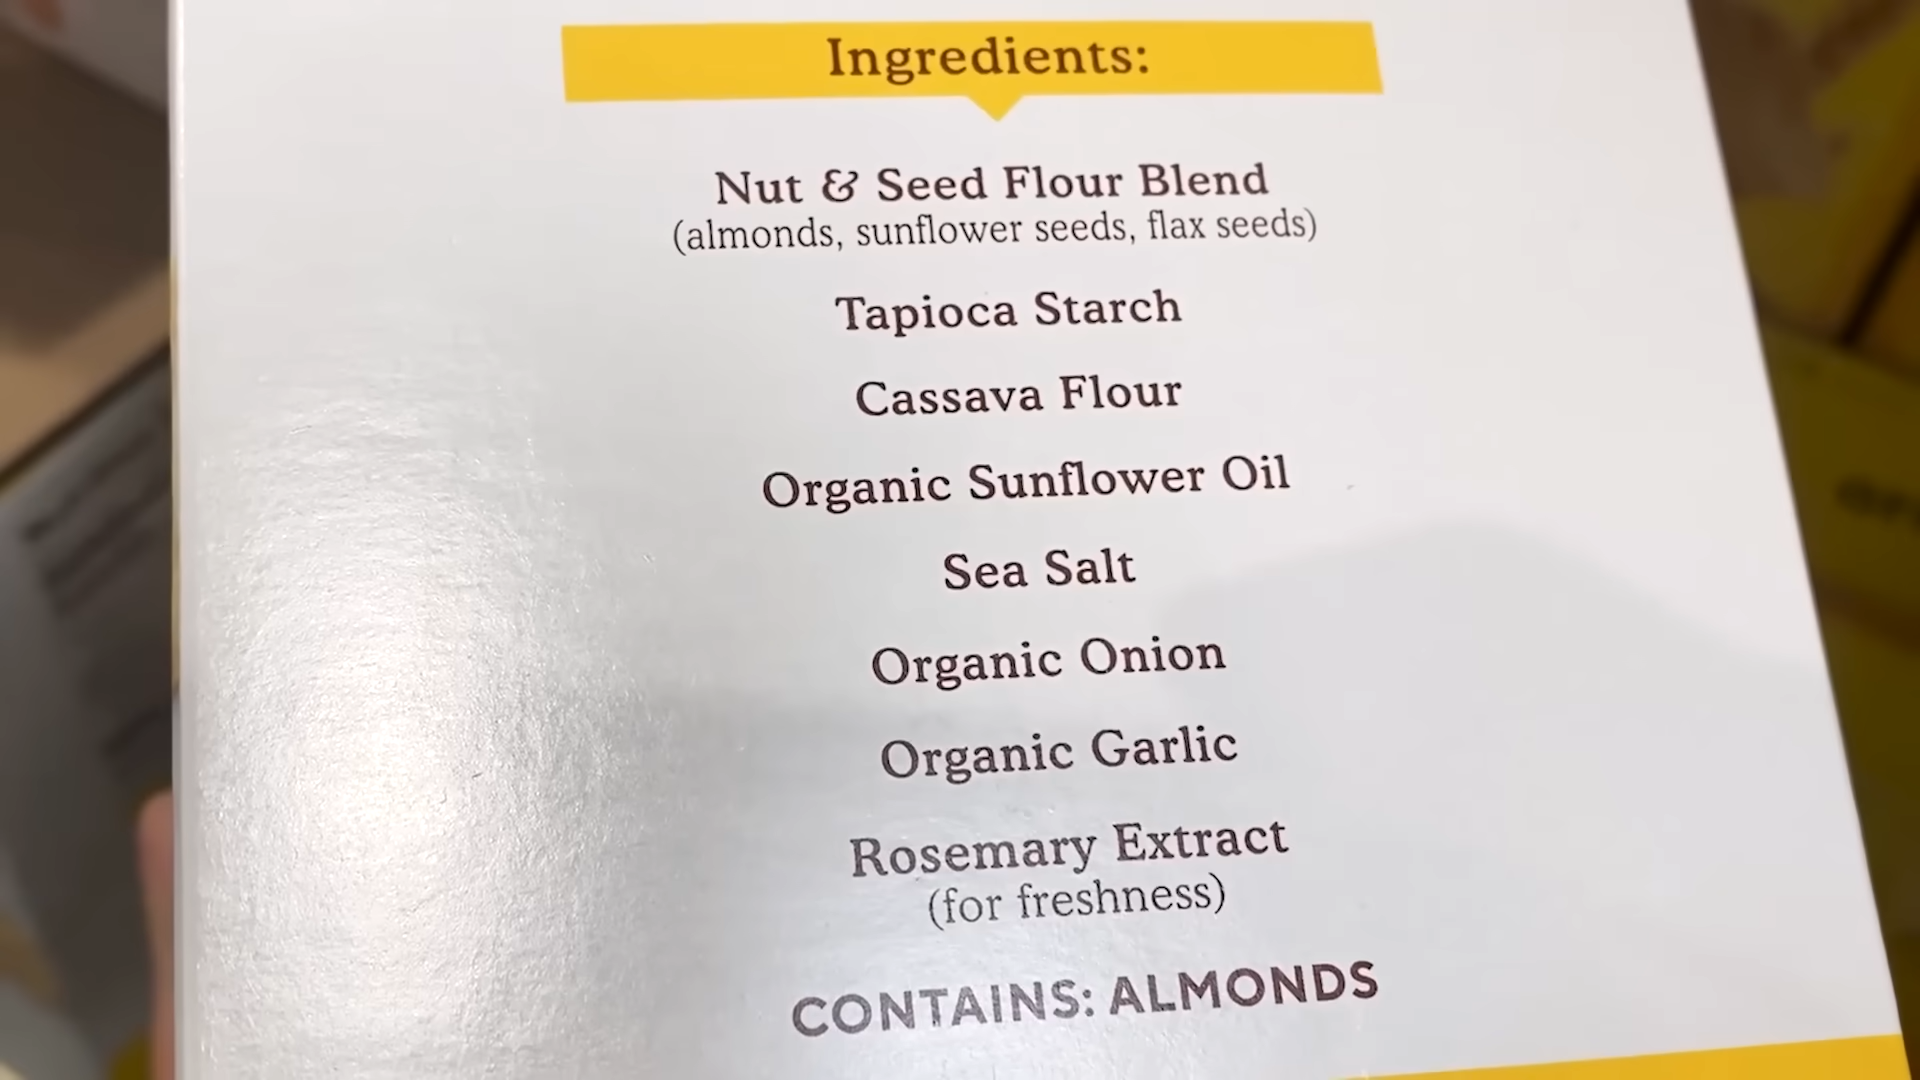 Ingredients:
Nut & Seed Flour Blend
(almonds, sunflower seeds, flax seeds)
Tapioca Starch
Cassava Flour
Organic Sunflower Oil
Sea Salt
Organic Onion
Organic Garlic
Rosemary Extract
(for freshness)
CONTAINS: ALMONDS